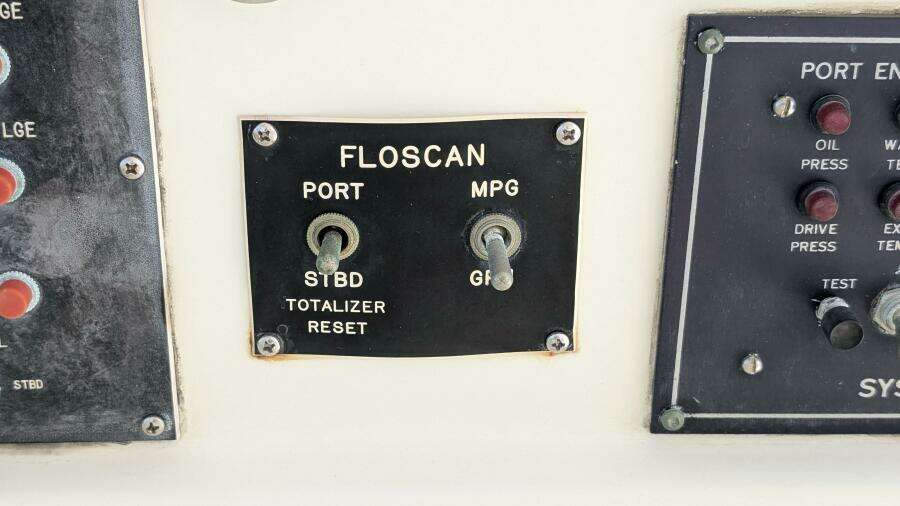 GE
LGE
L
STBD
FLOSCAN
PORT
MPG
STBD
TOTALIZER
RESET
PORT EN
OIL
PRESS
DRIVE
PRESS
TEST
SYS